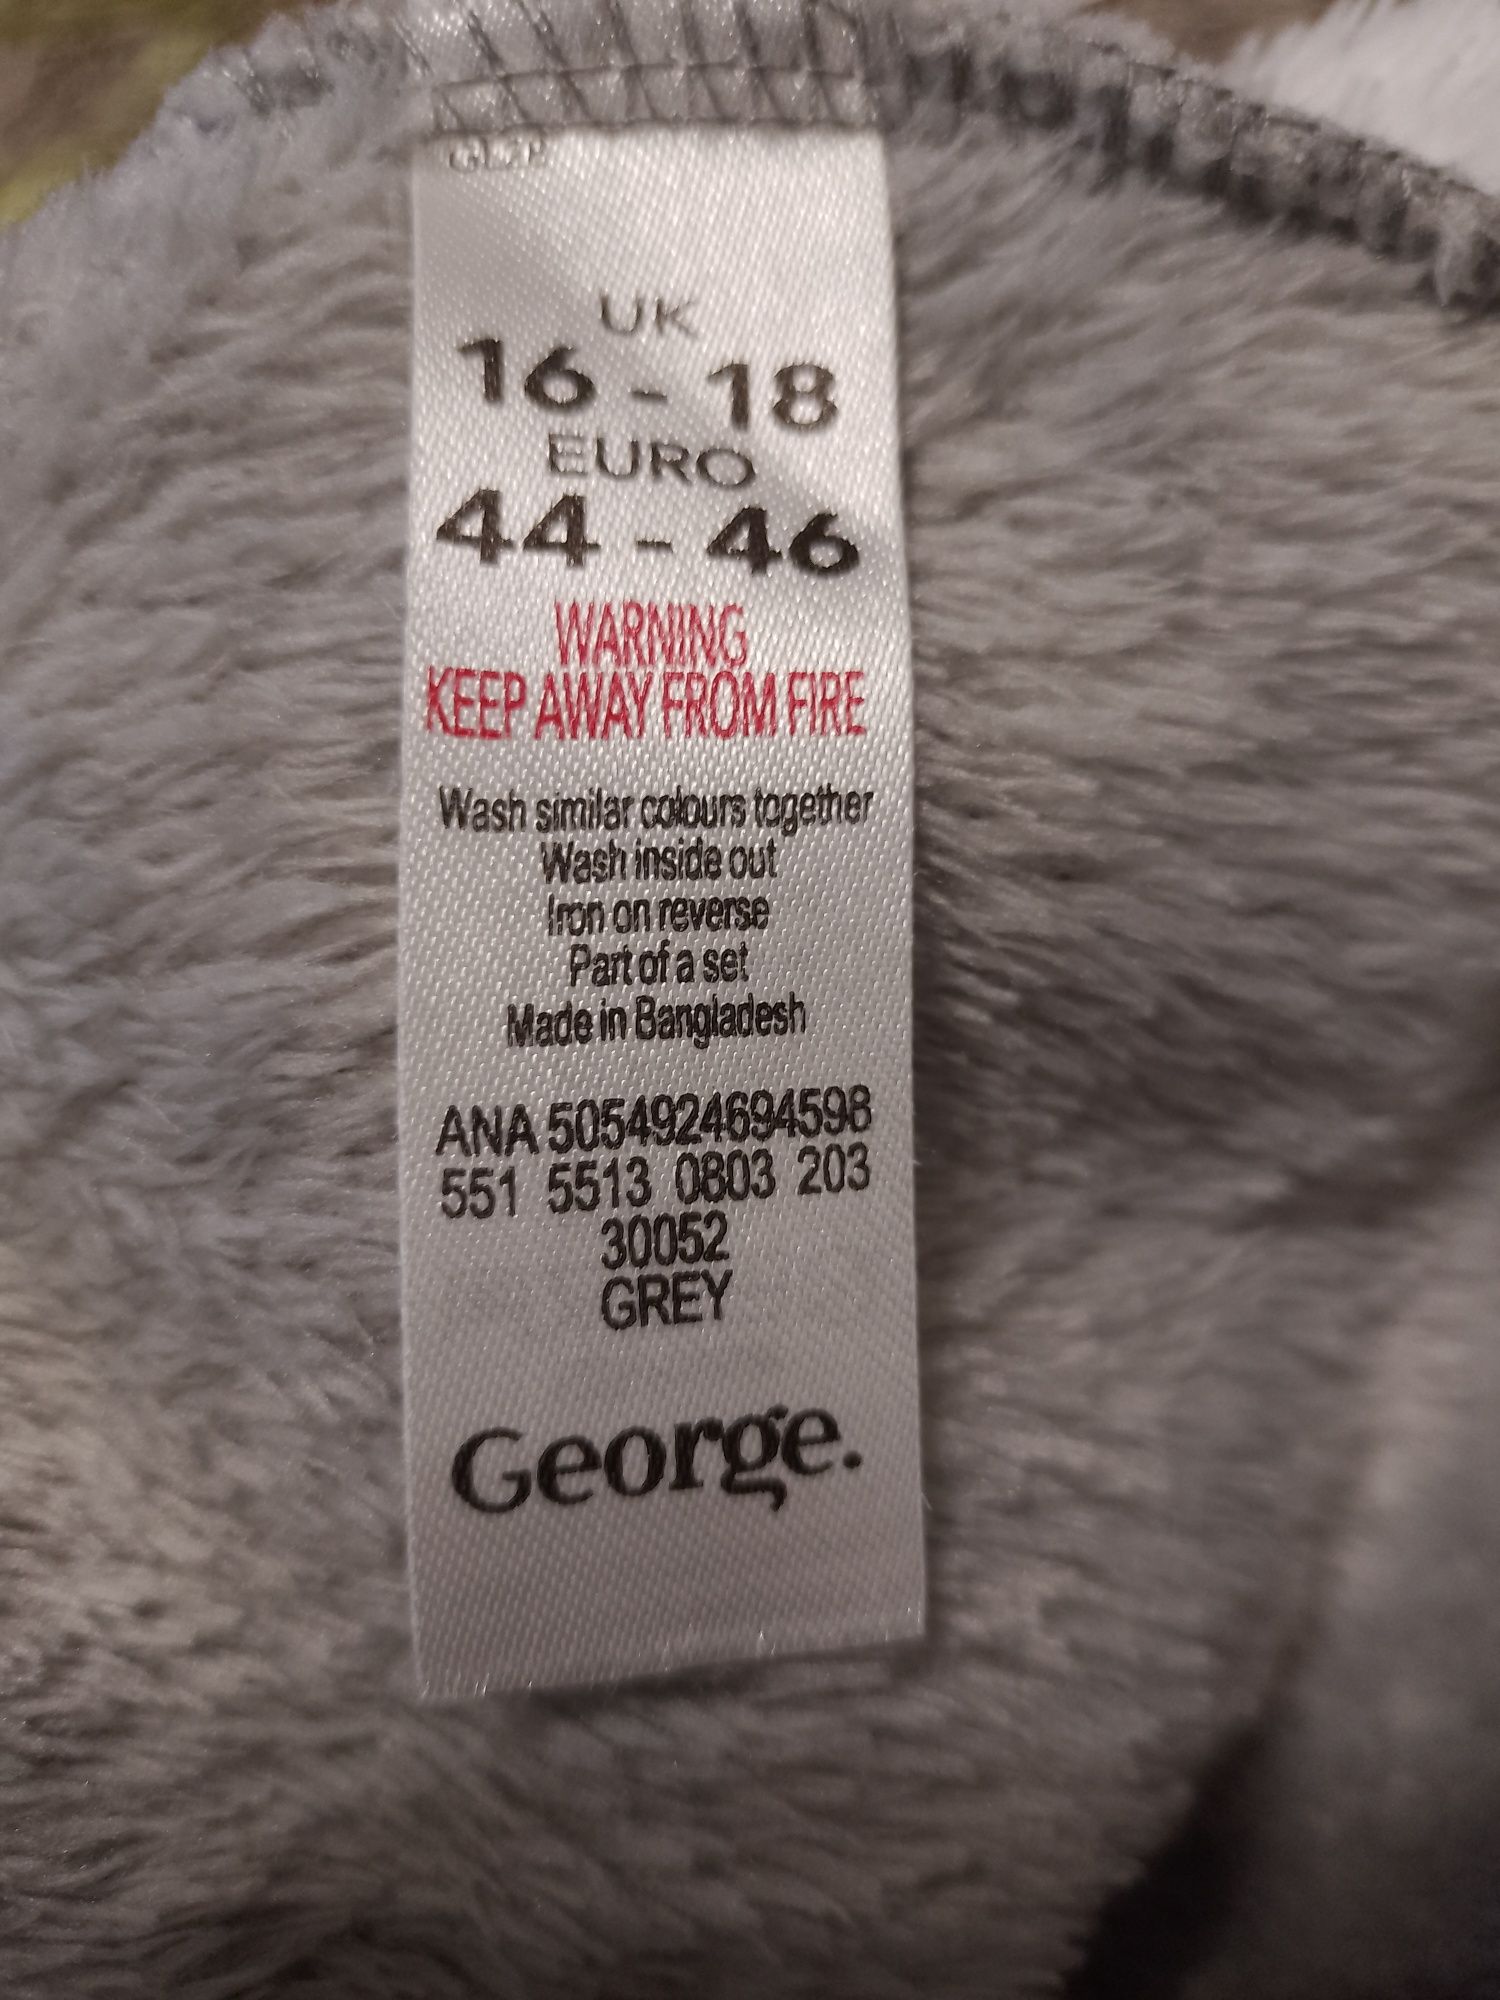 UK
16 - 18
EURO
44 - 46
WARNING
KEEP AWAY FROM FIRE
Wash similar colours together
Wash inside out
Iron on reverse
Part of a set
Made in Bangladesh
ANA 5054924694598
551 5513 0803 203
30052
GREY
George.